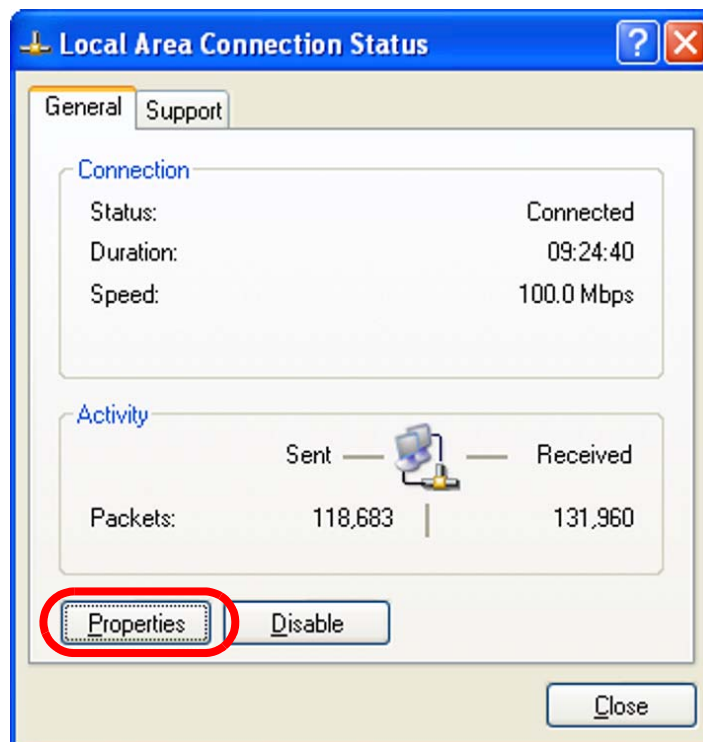 Local Area Connection Status
General Support
Connection
Status: Connected
Duration: 09:24:40
Speed: 100.0 Mbps
Activity
Sent Received
Packets: 118,683 131,960
Properties Disable
Close